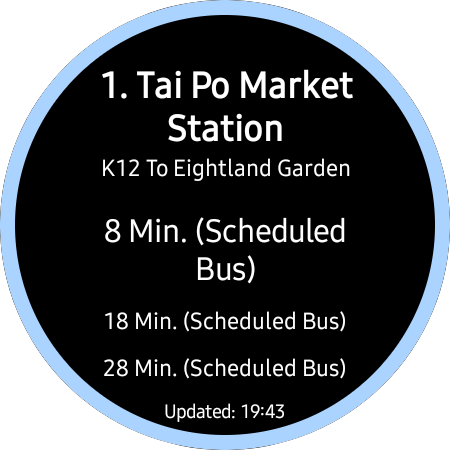 1. Tai Po Market
Station
K12 To Eightland Garden
8 Min. (Scheduled
Bus)
18 Min. (Scheduled Bus)
28 Min. (Scheduled Bus)
Updated: 19:43